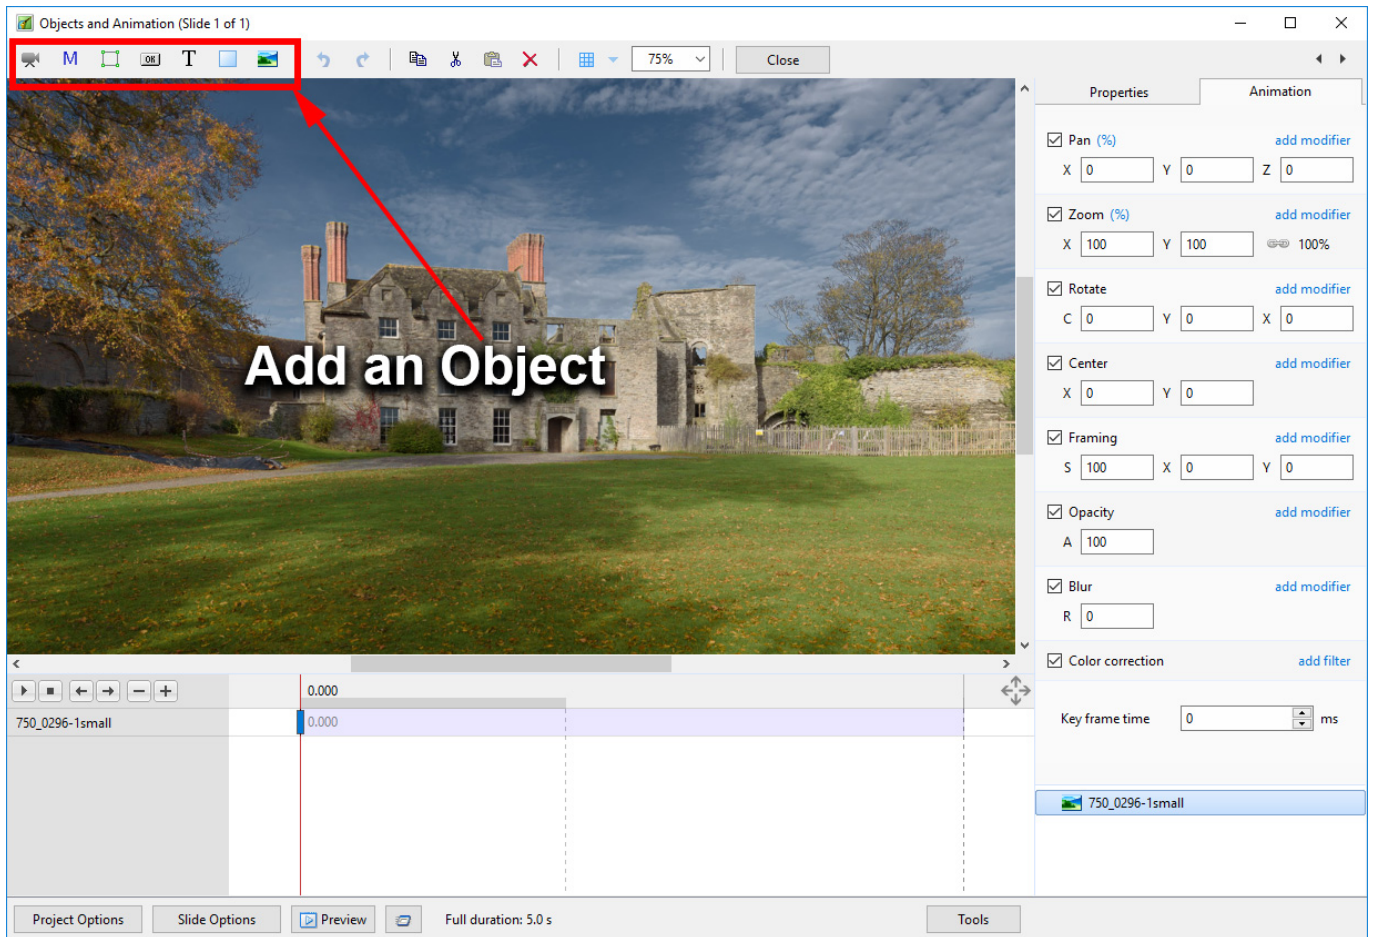 Objects and Animation (Slide 1 of 1)
M OK T 75% Close
Properties Animation
Pan (%) add modifier
X 0 Y 0 Z 0
Zoom (%) add modifier
X 100 Y 100 100%
Rotate add modifier
C 0 Y 0 X 0
Add an Object
Center add modifier
X 0 Y 0
Framing add modifier
S 100 X 0 Y 0
Opacity add modifier
A 100
Blur add modifier
R 0
Color correction add filter
0.000
750_0296-1small 0.000
Key frame time 0 ms
750_0296-1small
Project Options Slide Options Preview Full duration: 5.0 s Tools